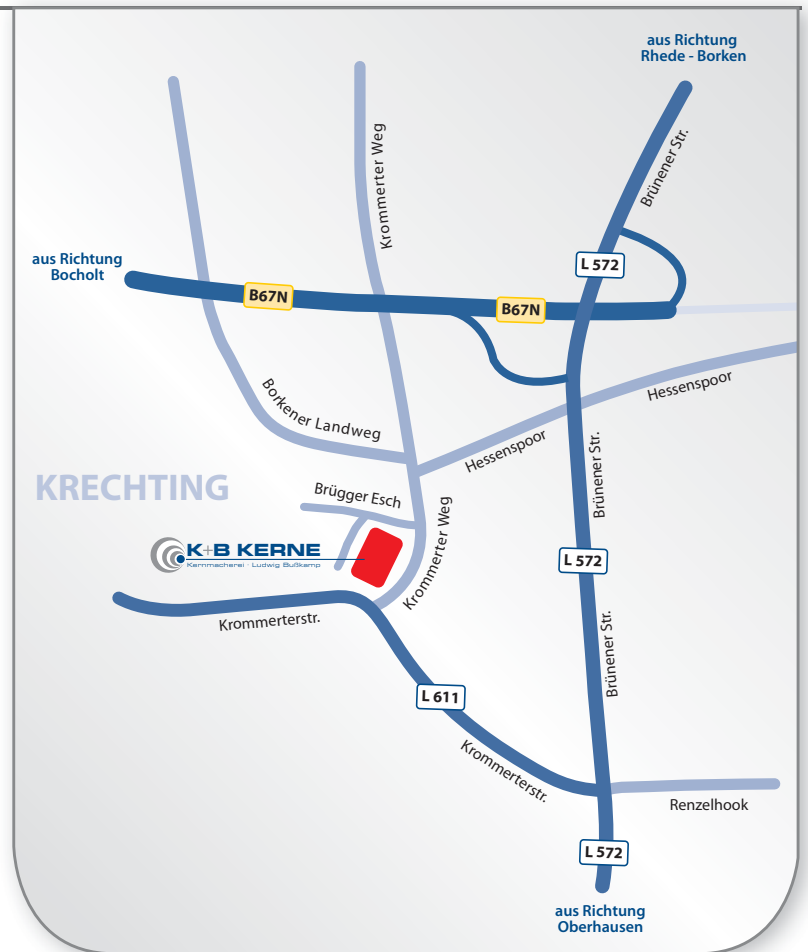 aus Richtung
Rhede - Borken
Krommerter Weg
Brünener Str.
aus Richtung
Bocholt
L 572
B67N
B67N
Hessenspoor
Borkener Landweg
Hessenspoor
Brünener Str.
KRECHTING
Brügger Esch
Krommerter Weg
K+B KERNE
Kernmacherei · Ludwig Bußkamp
L 572
Krommerterstr.
Brünener Str.
L 611
Krommerterstr.
Renzelhook
L 572
aus Richtung
Oberhausen